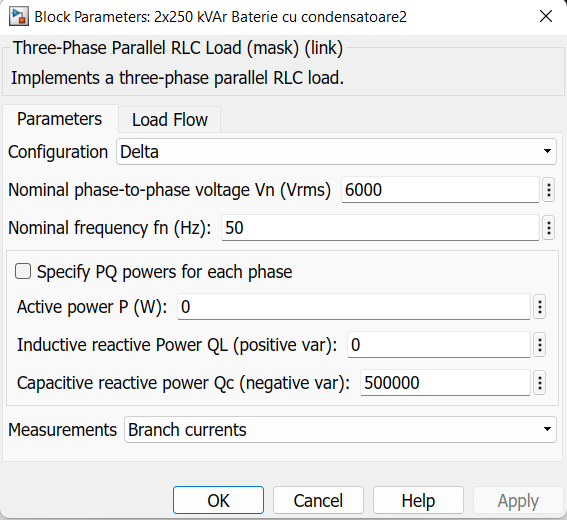 Block Parameters: 2x250 kVAr Baterie cu condensatoare2
Three-Phase Parallel RLC Load (mask) (link)
Implements a three-phase parallel RLC load.
Parameters Load Flow
Configuration Delta
Nominal phase-to-phase voltage Vn (Vrms) 6000
Nominal frequency fn (Hz): 50
Specify PQ powers for each phase
Active power P (W): 0
Inductive reactive Power QL (positive var): 0
Capacitive reactive power Qc (negative var): 500000
Measurements Branch currents
OK Cancel Help Apply